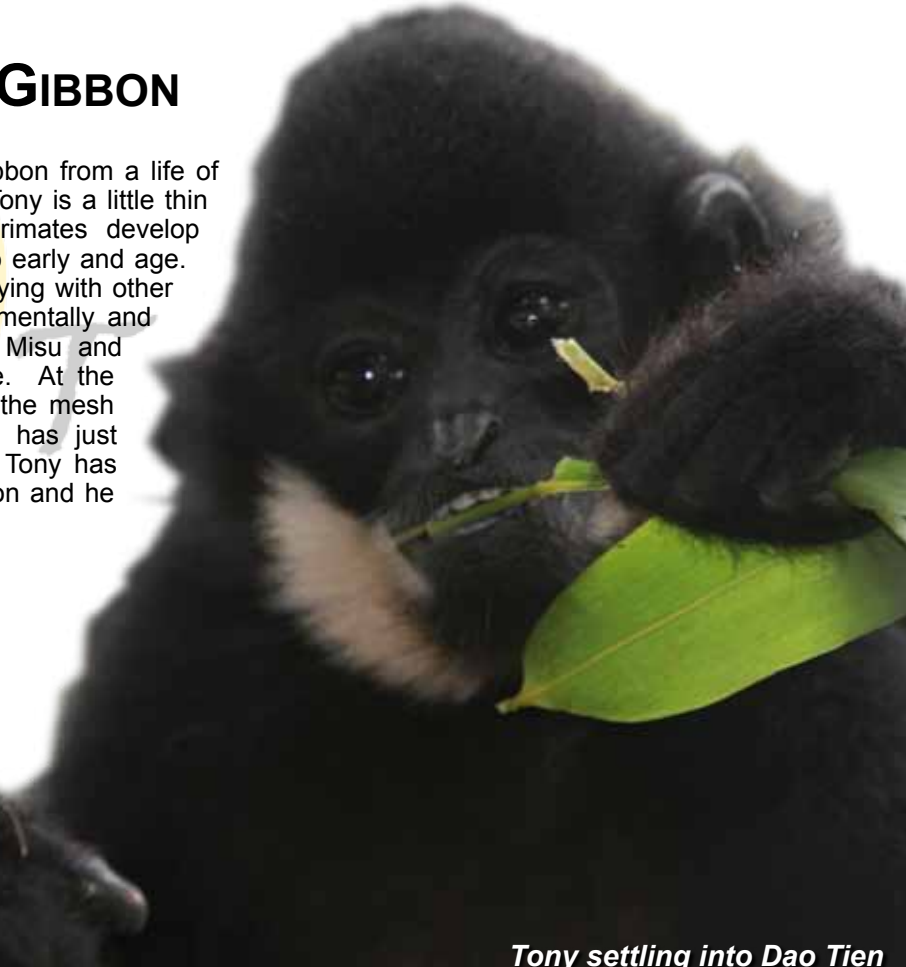 GIBBON
bon from a life of
Tony is a little thin
rimates develop
early and age.
ying with other
mentally and
Misu and
At the
the mesh
has just
Tony has
on and he
T
Tony settling into Dao Tien